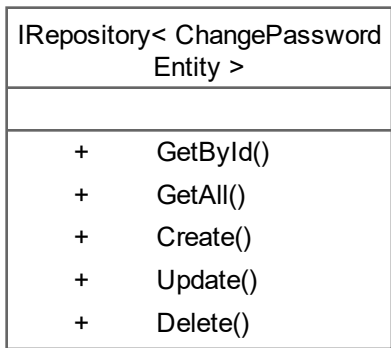 IRepository< ChangePassword
Entity >
+ GetById()
+ GetAll()
+ Create()
+ Update()
+ Delete()